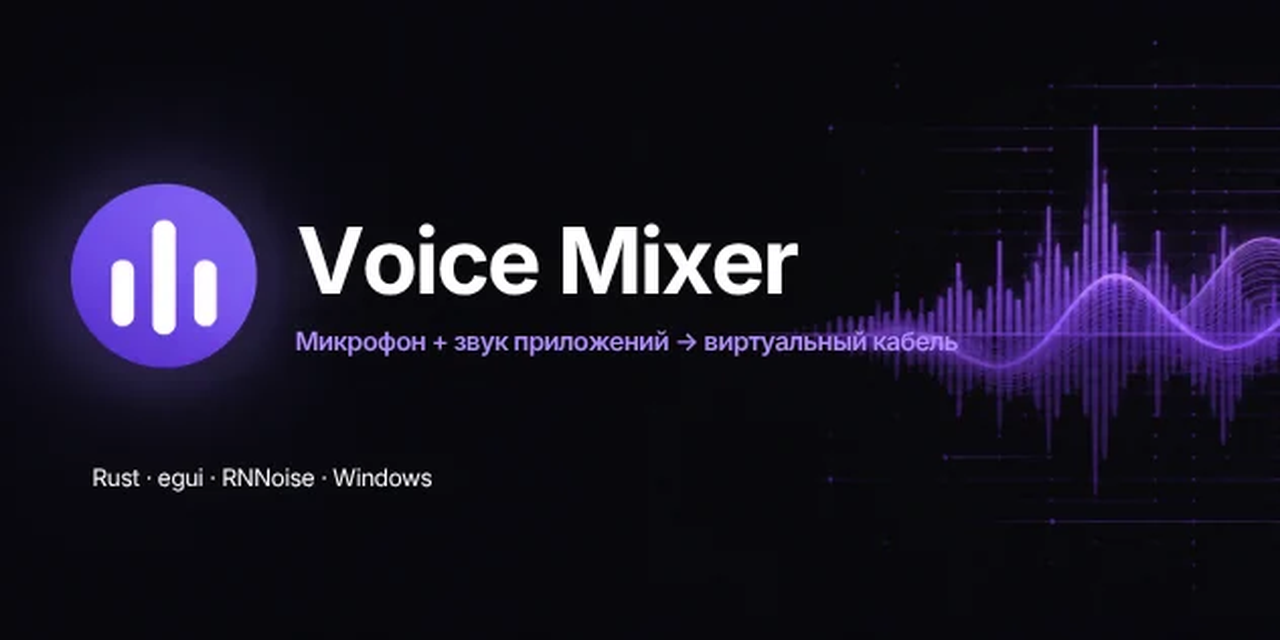 Voice Mixer
Микрофон + звук приложений → виртуальный кабель
Rust · egui · RNNoise · Windows